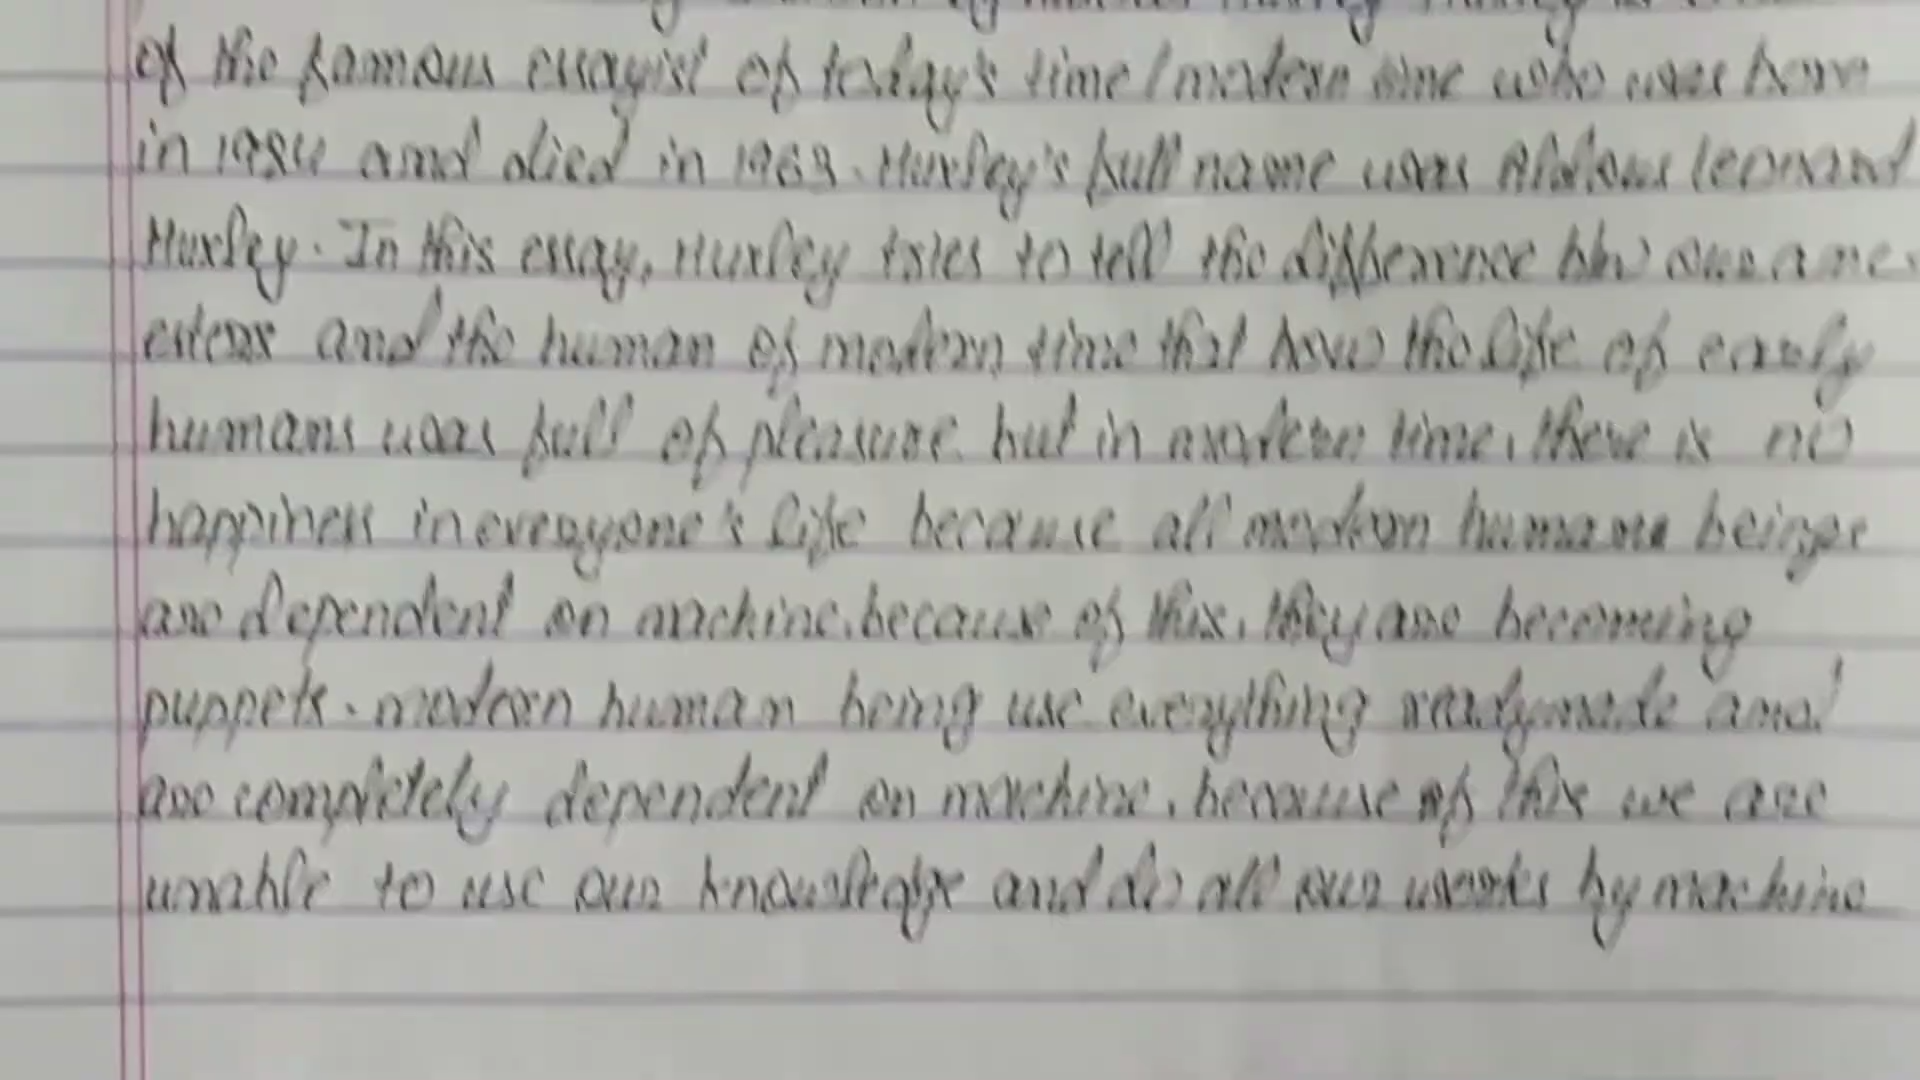 of the famous essayist of today's time/modern time who was born
in 1984 and died in 1963. Huxley's full name was Aldous leonard
Huxley. In this essay, Huxley tries to tell the differernce b/w our ance-
esters and the human of modern time that how the life of early
humans was full of pleasure but in modern time, there is no
happiness in everyone's life because all modern humans beings
are dependent on machine, because of this, they are becoming
puppets. modern human being use everything readymade and
are completely dependent on machine, because of this we are
unable to use our knowledge and do all our works by machine